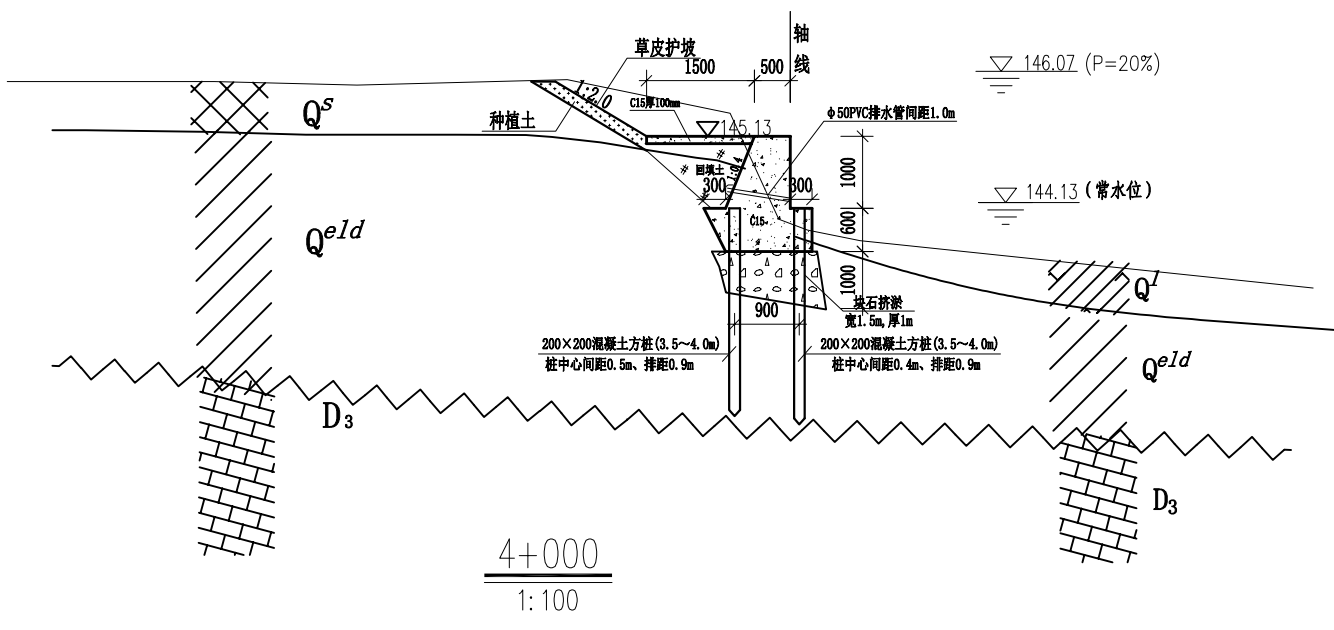 轴线
草皮护坡
1500
500
146.07 (P=20%)
1:2.0
C15厚100mm
Q^s
种植土
145.13
φ50PVC排水管间距1.0m
1000
回填土
1:0.4
300
300
144.13 (常水位)
600
C15
Q^eld
1000
Q^l
块石挤淤
宽1.5m,厚1m
900
200×200混凝土方桩(3.5~4.0m)
桩中心间距0.5m、排距0.9m
200×200混凝土方桩(3.5~4.0m)
桩中心间距0.4m、排距0.9m
Q^eld
D₃
D₃
4+000
1:100